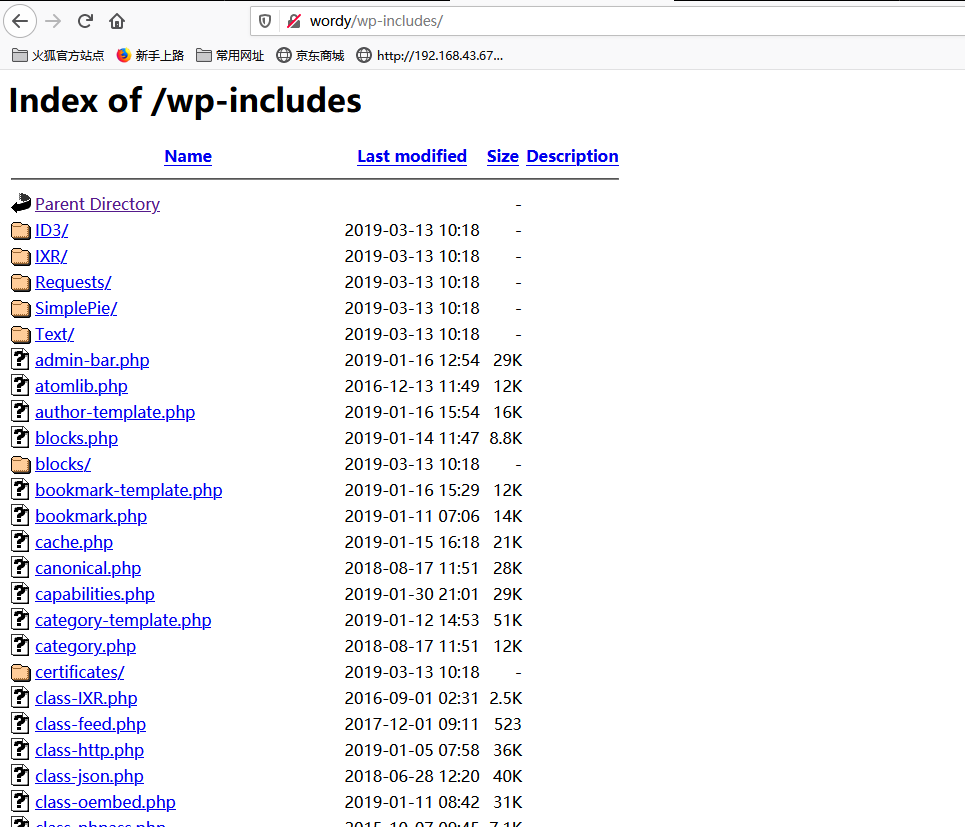 wordy/wp-includes/
火狐官方站点 新手上路 常用网址 京东商城 http://192.168.43.67...
Index of /wp-includes
Name Last modified Size Description
Parent Directory -
ID3/ 2019-03-13 10:18 -
IXR/ 2019-03-13 10:18 -
Requests/ 2019-03-13 10:18 -
SimplePie/ 2019-03-13 10:18 -
Text/ 2019-03-13 10:18 -
admin-bar.php 2019-01-16 12:54 29K
atomlib.php 2016-12-13 11:49 12K
author-template.php 2019-01-16 15:54 16K
blocks.php 2019-01-14 11:47 8.8K
blocks/ 2019-03-13 10:18 -
bookmark-template.php 2019-01-16 15:29 12K
bookmark.php 2019-01-11 07:06 14K
cache.php 2019-01-15 16:18 21K
canonical.php 2018-08-17 11:51 28K
capabilities.php 2019-01-30 21:01 29K
category-template.php 2019-01-12 14:53 51K
category.php 2018-08-17 11:51 12K
certificates/ 2019-03-13 10:18 -
class-IXR.php 2016-09-01 02:31 2.5K
class-feed.php 2017-12-01 09:11 523
class-http.php 2019-01-05 07:58 36K
class-json.php 2018-06-28 12:20 40K
class-oembed.php 2019-01-11 08:42 31K
class-phpass.php 2015-10-07 09:45 7.1K